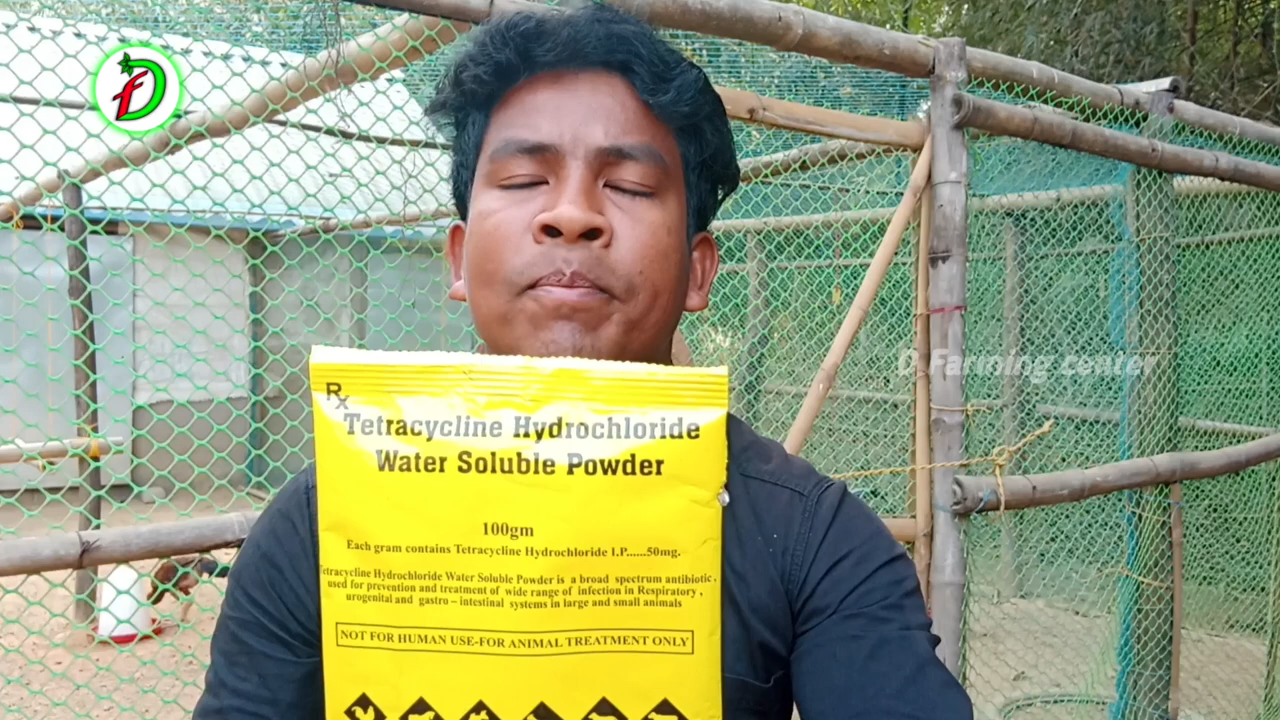 DF
D Farming center
Rx
Tetracycline Hydrochloride
Water Soluble Powder
100gm
Each gram contains Tetracycline Hydrochloride I.P......50mg.
Tetracycline Hydrochloride Water Soluble Powder is a broad spectrum antibiotic,
used for prevention and treatment of wide range of infection in Respiratory,
urogenital and gastro – intestinal systems in large and small animals
NOT FOR HUMAN USE-FOR ANIMAL TREATMENT ONLY